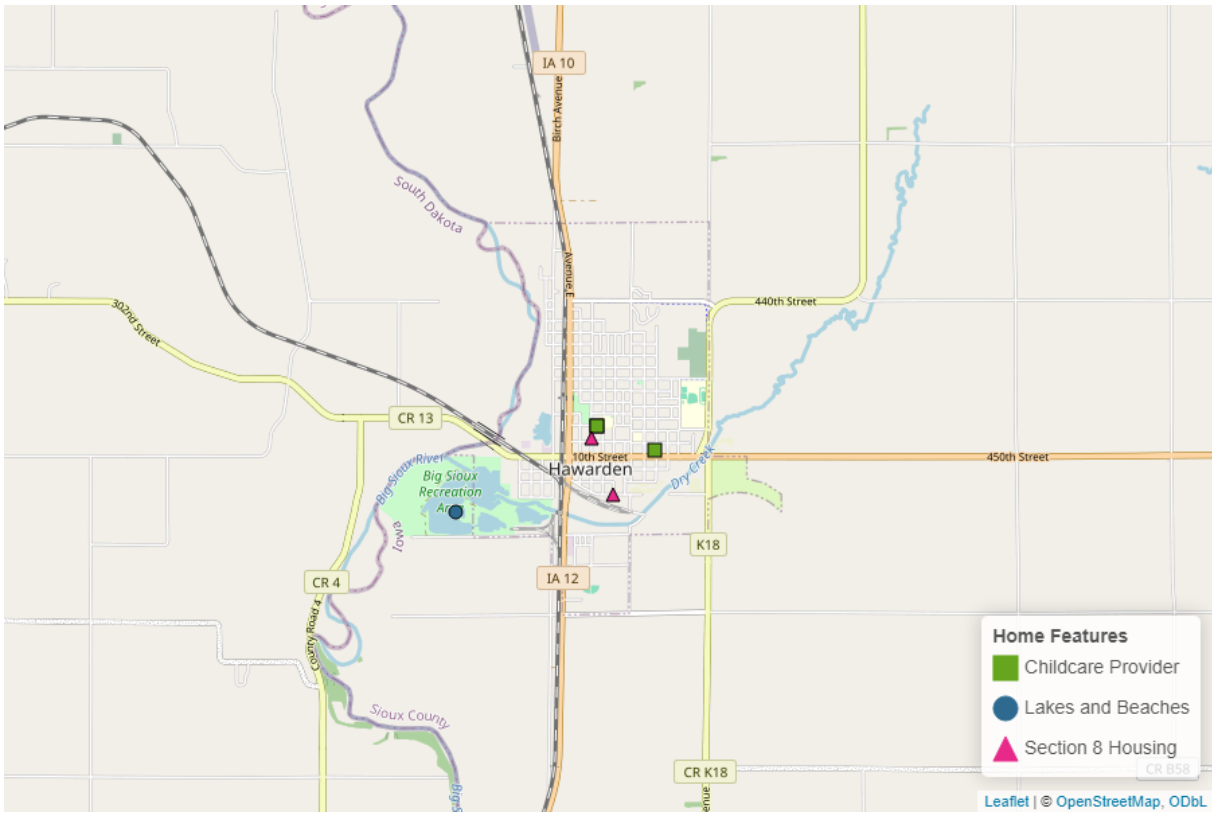 IA 10
Birch Avenue
South Dakota
Avenue E
302nd Street
440th Street
CR 13
10th Street
450th Street
Hawarden
Big Sioux River
Big Sioux
Recreation
Area
Dry Creek
Iowa
K18
CR 4
IA 12
County Road 4
Sioux County
Home Features
Childcare Provider
Lakes and Beaches
Section 8 Housing
CR K18
CR B58
Leaflet | © OpenStreetMap, ODbL